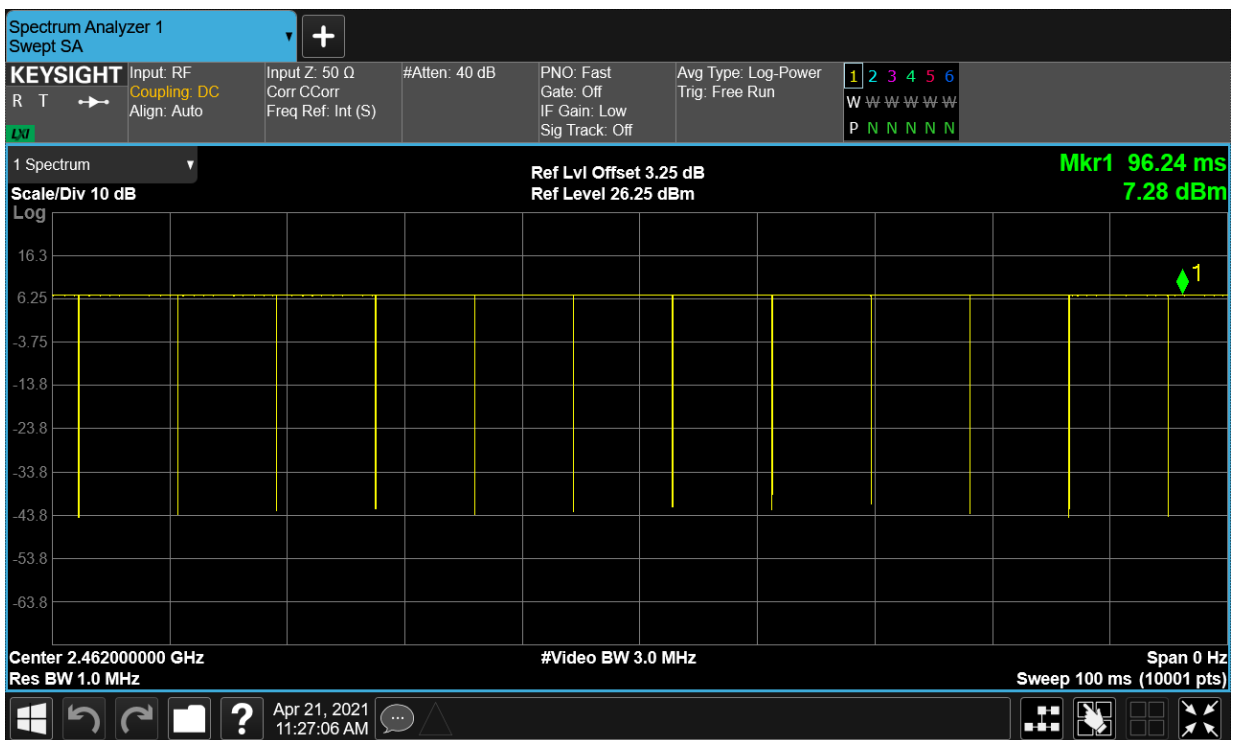 Spectrum Analyzer 1
Swept SA
KEYSIGHT
R T
LXI
Input: RF
Coupling: DC
Align: Auto
Input Z: 50 Ω
Corr CCorr
Freq Ref: Int (S)
#Atten: 40 dB
PNO: Fast
Gate: Off
IF Gain: Low
Sig Track: Off
Avg Type: Log-Power
Trig: Free Run
1 2 3 4 5 6
W W W W W W
P N N N N N
1 Spectrum
Scale/Div 10 dB
Log
Ref Lvl Offset 3.25 dB
Ref Level 26.25 dBm
Mkr1 96.24 ms
7.28 dBm
1
16.3
6.25
-3.75
-13.8
-23.8
-33.8
-43.8
-53.8
-63.8
Center 2.462000000 GHz
Res BW 1.0 MHz
#Video BW 3.0 MHz
Span 0 Hz
Sweep 100 ms (10001 pts)
?
Apr 21, 2021
11:27:06 AM